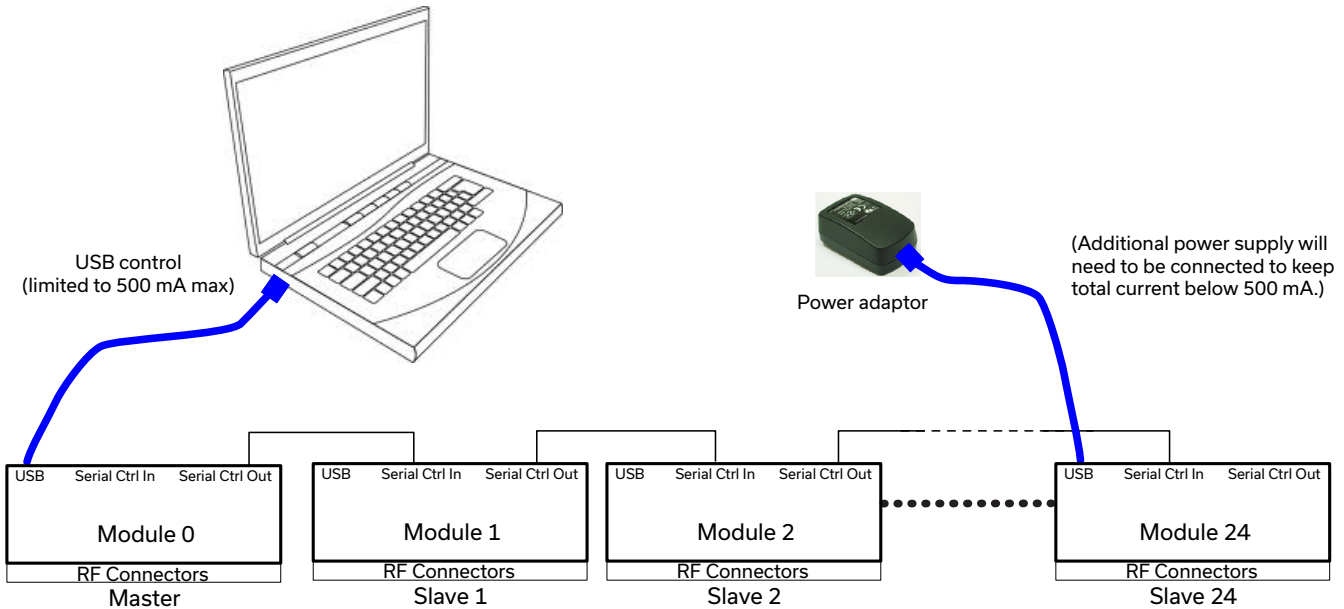 USB control
(limited to 500 mA max)
Power adaptor
(Additional power supply will
need to be connected to keep
total current below 500 mA.)
USB Serial Ctrl In Serial Ctrl Out
Module 0
RF Connectors
Master
USB Serial Ctrl In Serial Ctrl Out
Module 1
RF Connectors
Slave 1
USB Serial Ctrl In Serial Ctrl Out
Module 2
RF Connectors
Slave 2
USB Serial Ctrl In Serial Ctrl Out
Module 24
RF Connectors
Slave 24